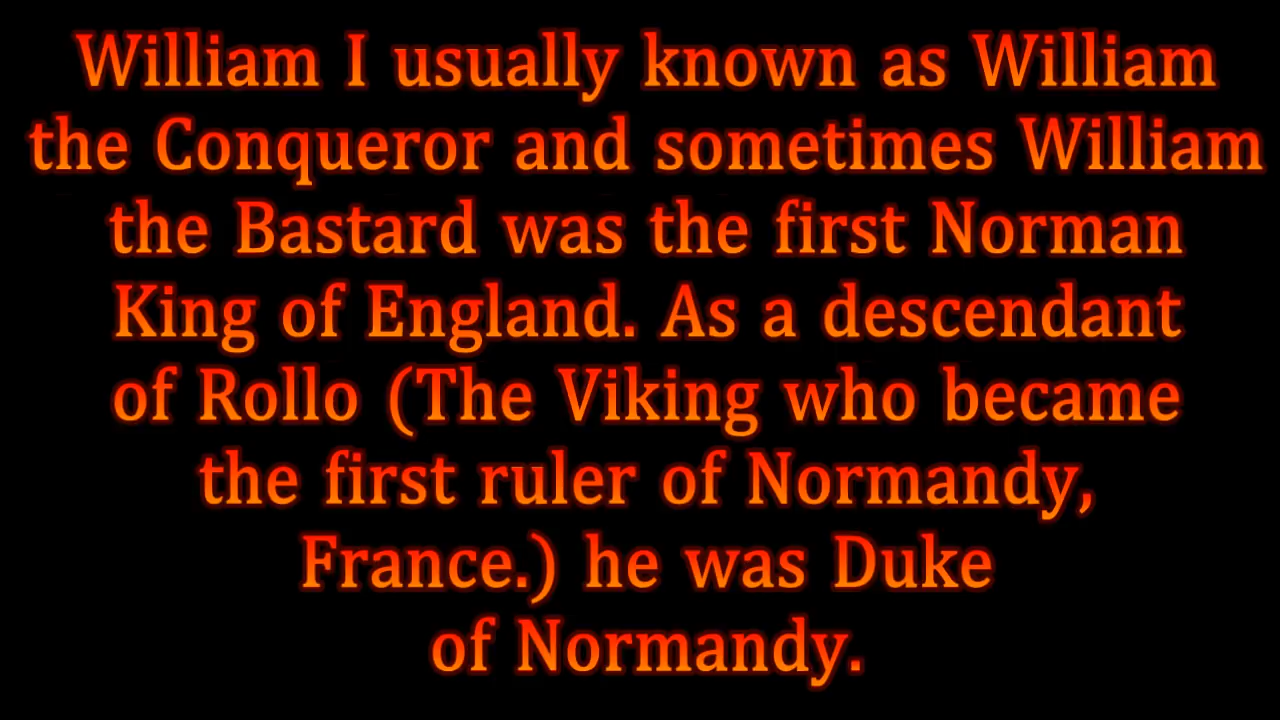 William I usually known as William
the Conqueror and sometimes William
the Bastard was the first Norman
King of England. As a descendant
of Rollo (The Viking who became
the first ruler of Normandy,
France.) he was Duke
of Normandy.